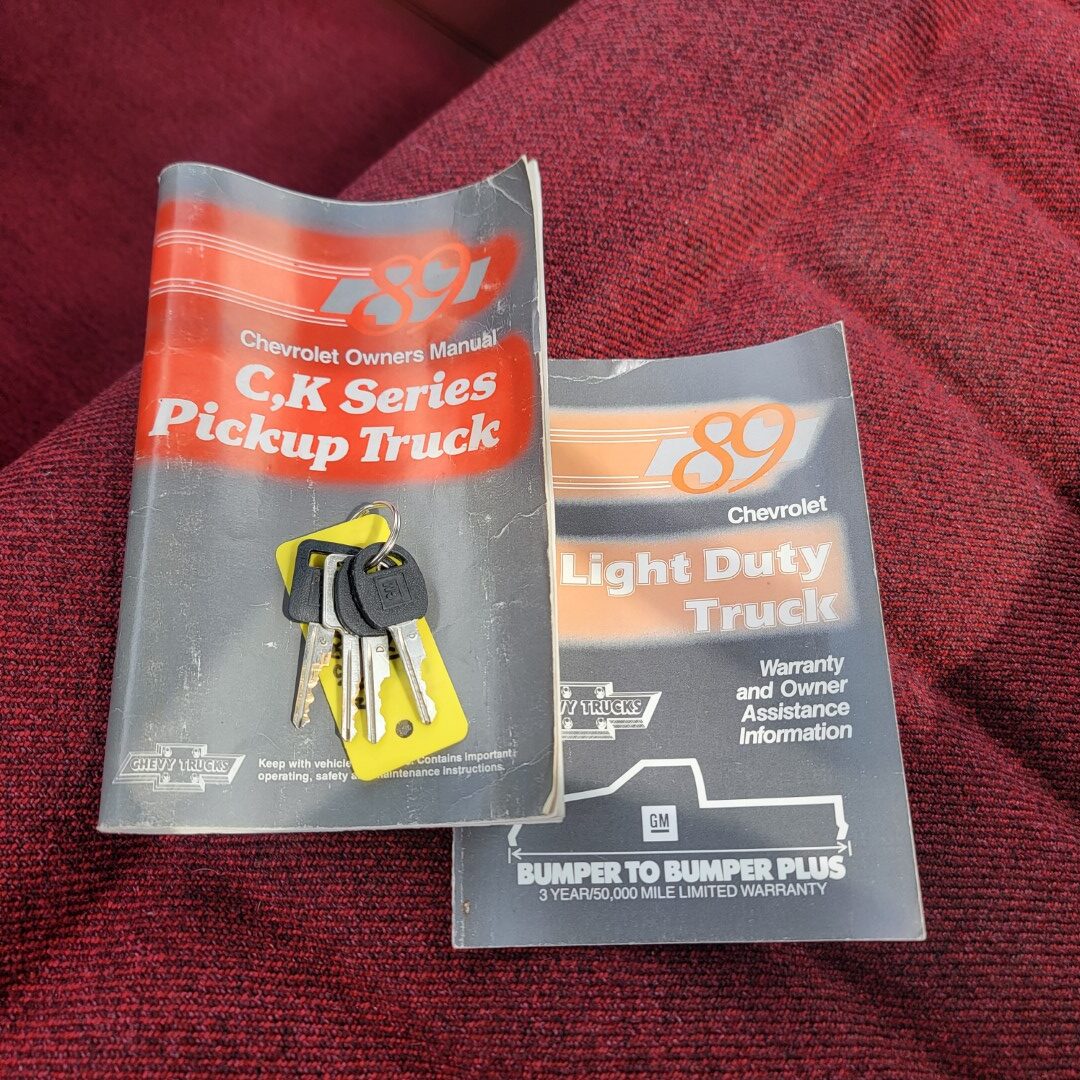 89
Chevrolet Owners Manual
C,K Series
Pickup Truck
GM
CHEVY TRUCKS
Keep with vehicle Contains important
operating, safety maintenance instructions.
89
Chevrolet
Light Duty
Truck
Warranty
and Owner
Assistance
Information
VY TRUCKS
GM
BUMPER TO BUMPER PLUS
3 YEAR/50,000 MILE LIMITED WARRANTY